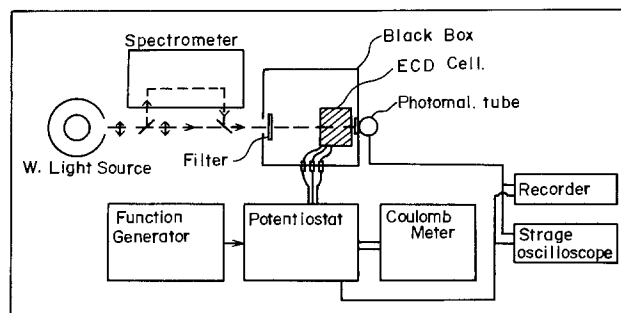 Spectrometer
Black Box
ECD Cell.
Photomal. tube
Filter
W. Light Source
Function
Generator
Potentiostat
Coulomb
Meter
Recorder
Strage
oscilloscope